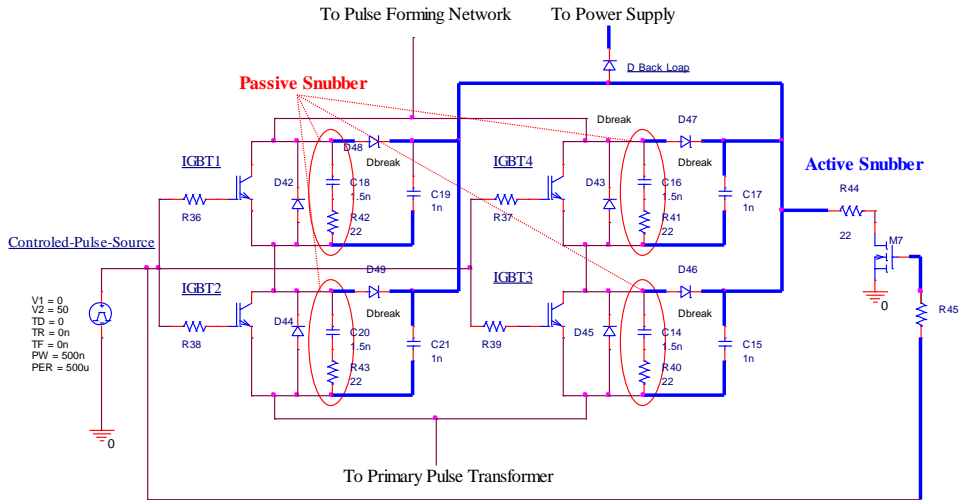 To Pulse Forming Network
To Power Supply
D Back Loap
Passive Snubber
Dbreak
D47
D48
IGBT1
Dbreak
IGBT4
Dbreak
Active Snubber
D42
C18
1.5n
C19
1n
D43
C16
1.5n
C17
1n
R44
R36
R42
22
R37
R41
22
22
M7
Controled-Pulse-Source
D49
D46
0
IGBT2
Dbreak
IGBT3
Dbreak
V1 = 0
V2 = 50
TD = 0
TR = 0n
TF = 0n
PW = 500n
PER = 500u
R45
D44
C20
1.5n
C21
1n
D45
C14
1.5n
C15
1n
R38
R43
22
R39
R40
22
0
To Primary Pulse Transformer